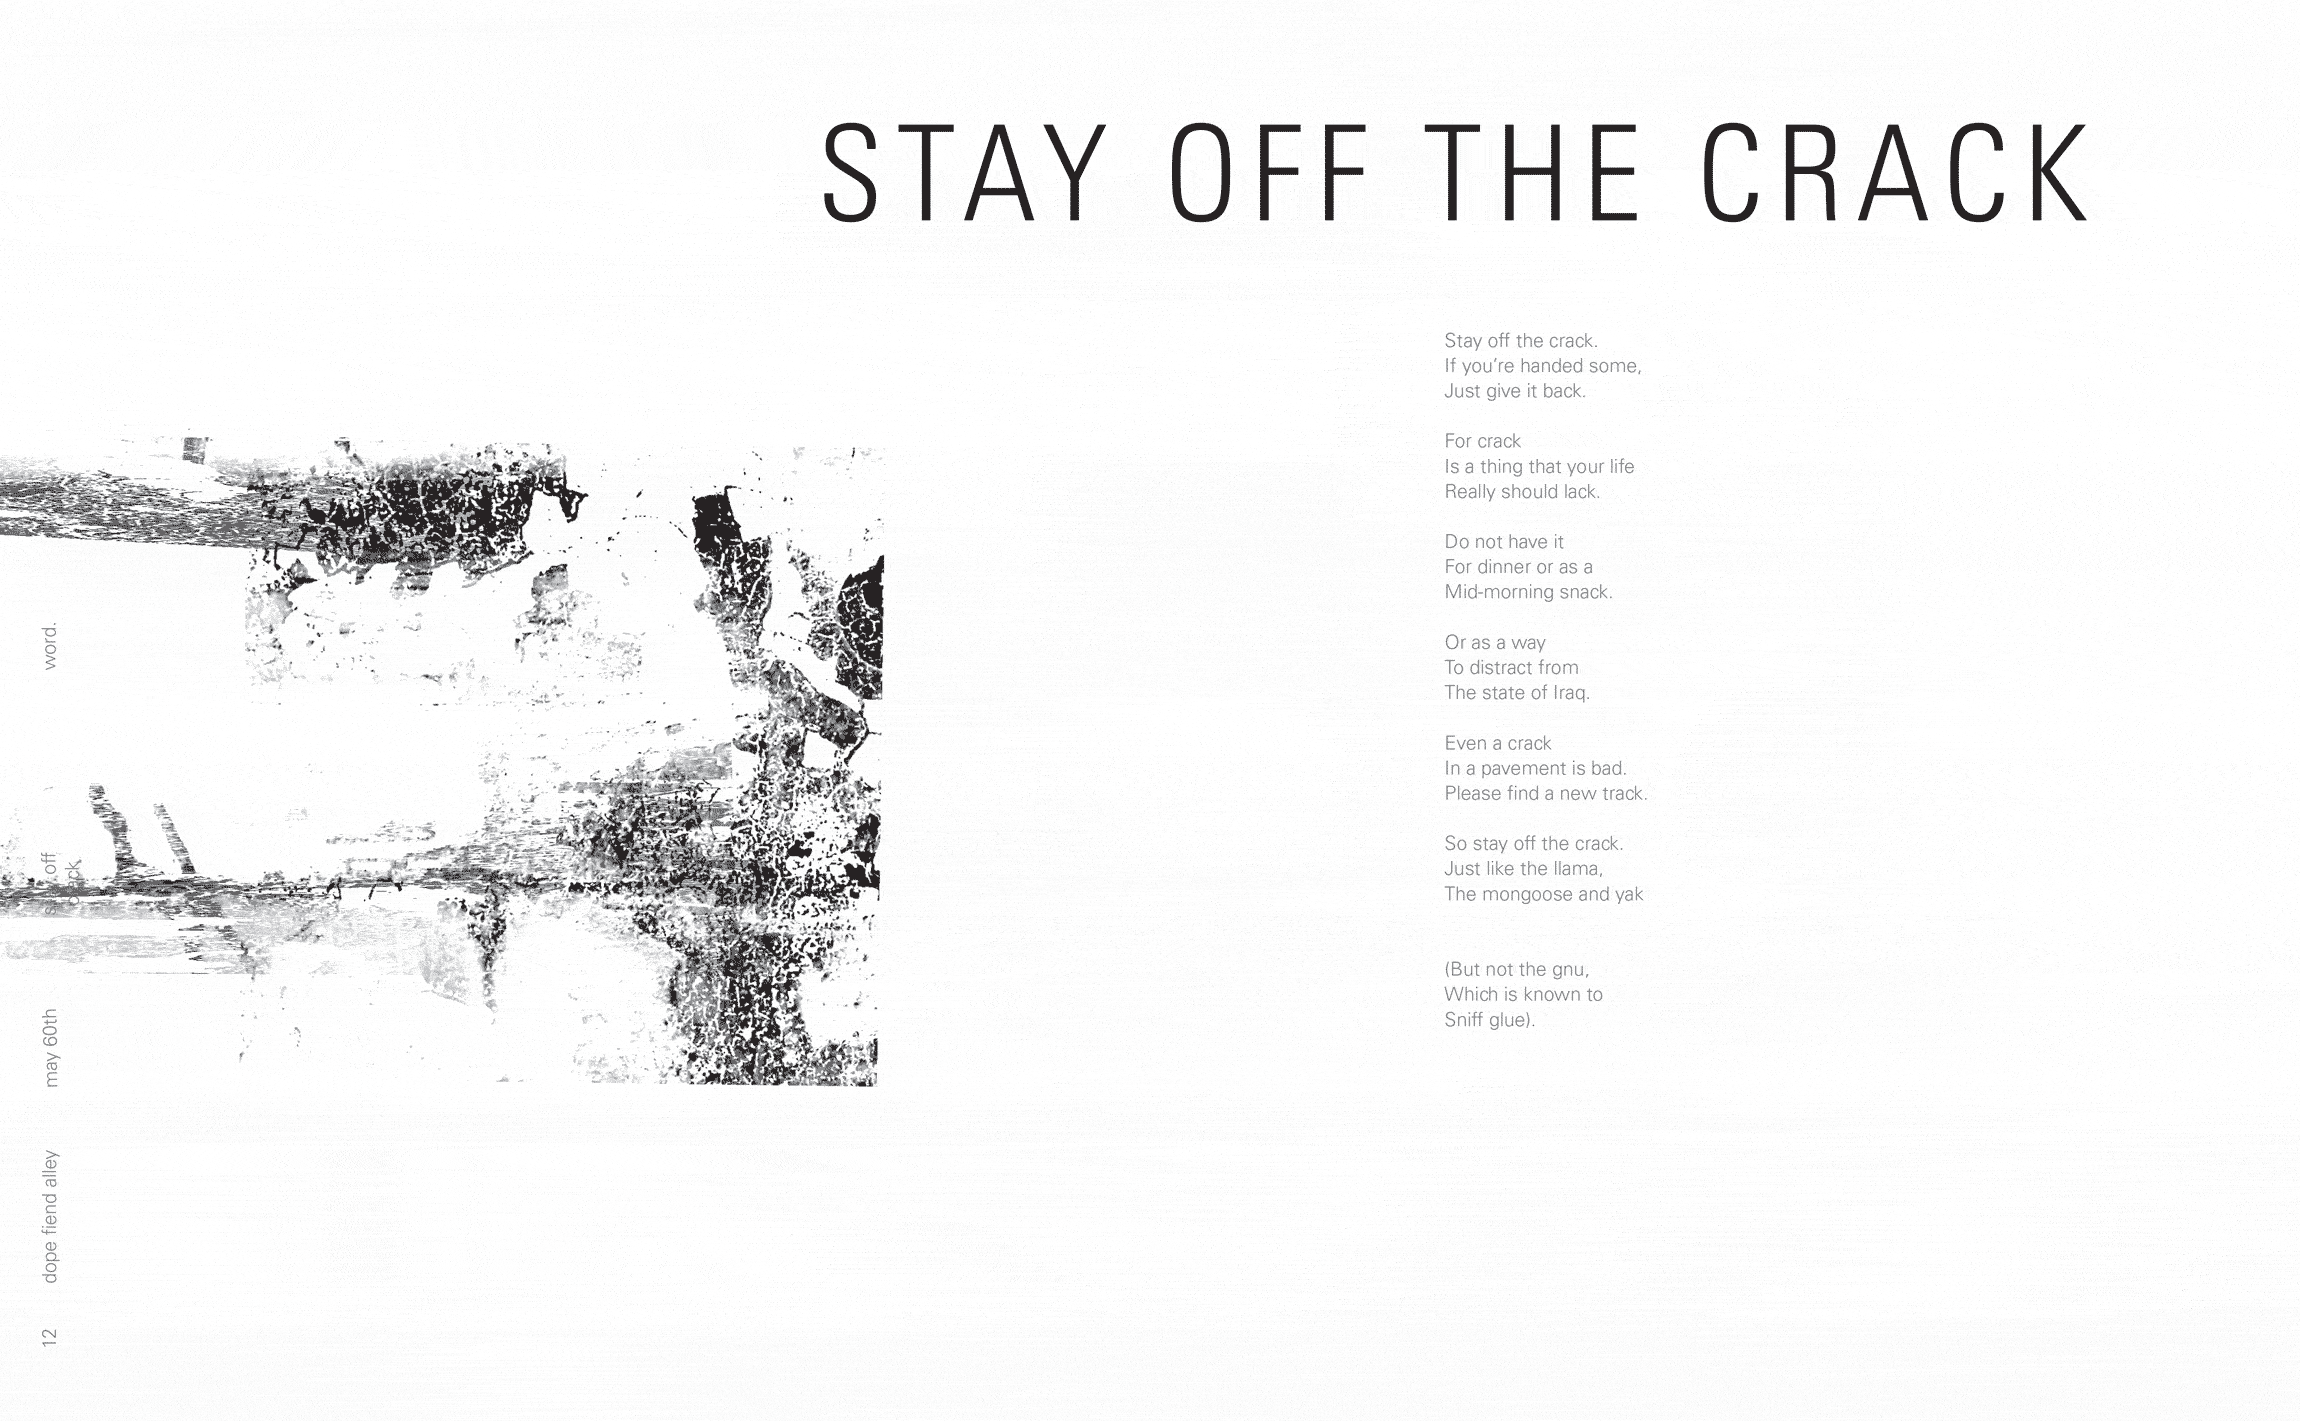 STAY OFF THE CRACK
Stay off the crack.
If you’re handed some,
Just give it back.
For crack
Is a thing that your life
Really should lack.
Do not have it
For dinner or as a
Mid-morning snack.
Or as a way
To distract from
The state of Iraq.
Even a crack
In a pavement is bad.
Please find a new track.
So stay off the crack.
Just like the llama,
The mongoose and yak
(But not the gnu,
Which is known to
Sniff glue).
12
dope fiend alley
may 60th
off
word.